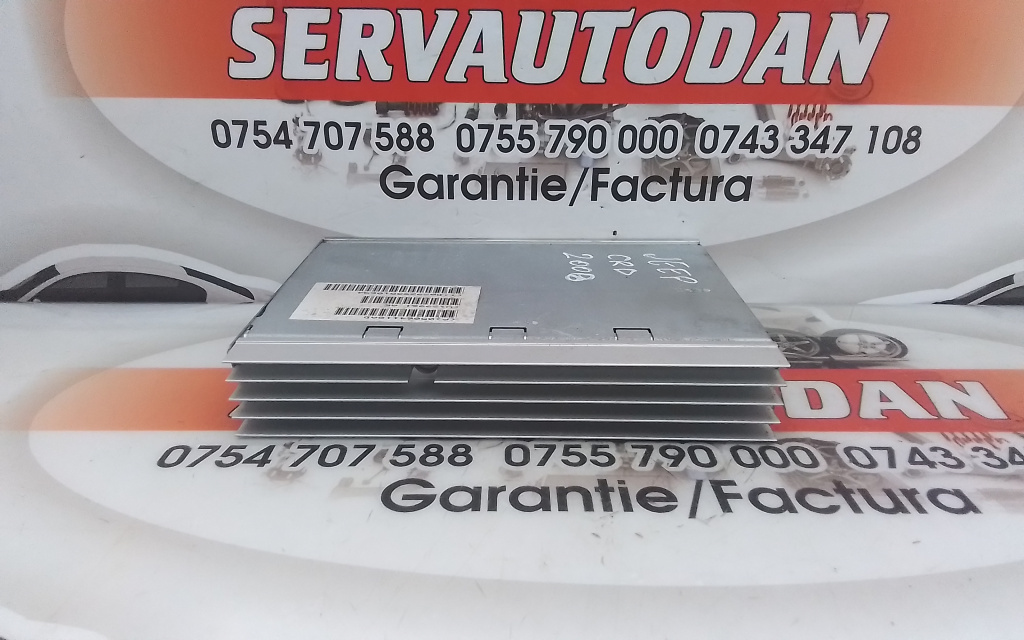 SERVAUTODAN
0754 707 588 0755 790 000 0743 347 108
Garantie/Factura
JEEP
CRD
2008
DAN
0754 707 588 0755 790 000 0743 34
Garantie/Factura